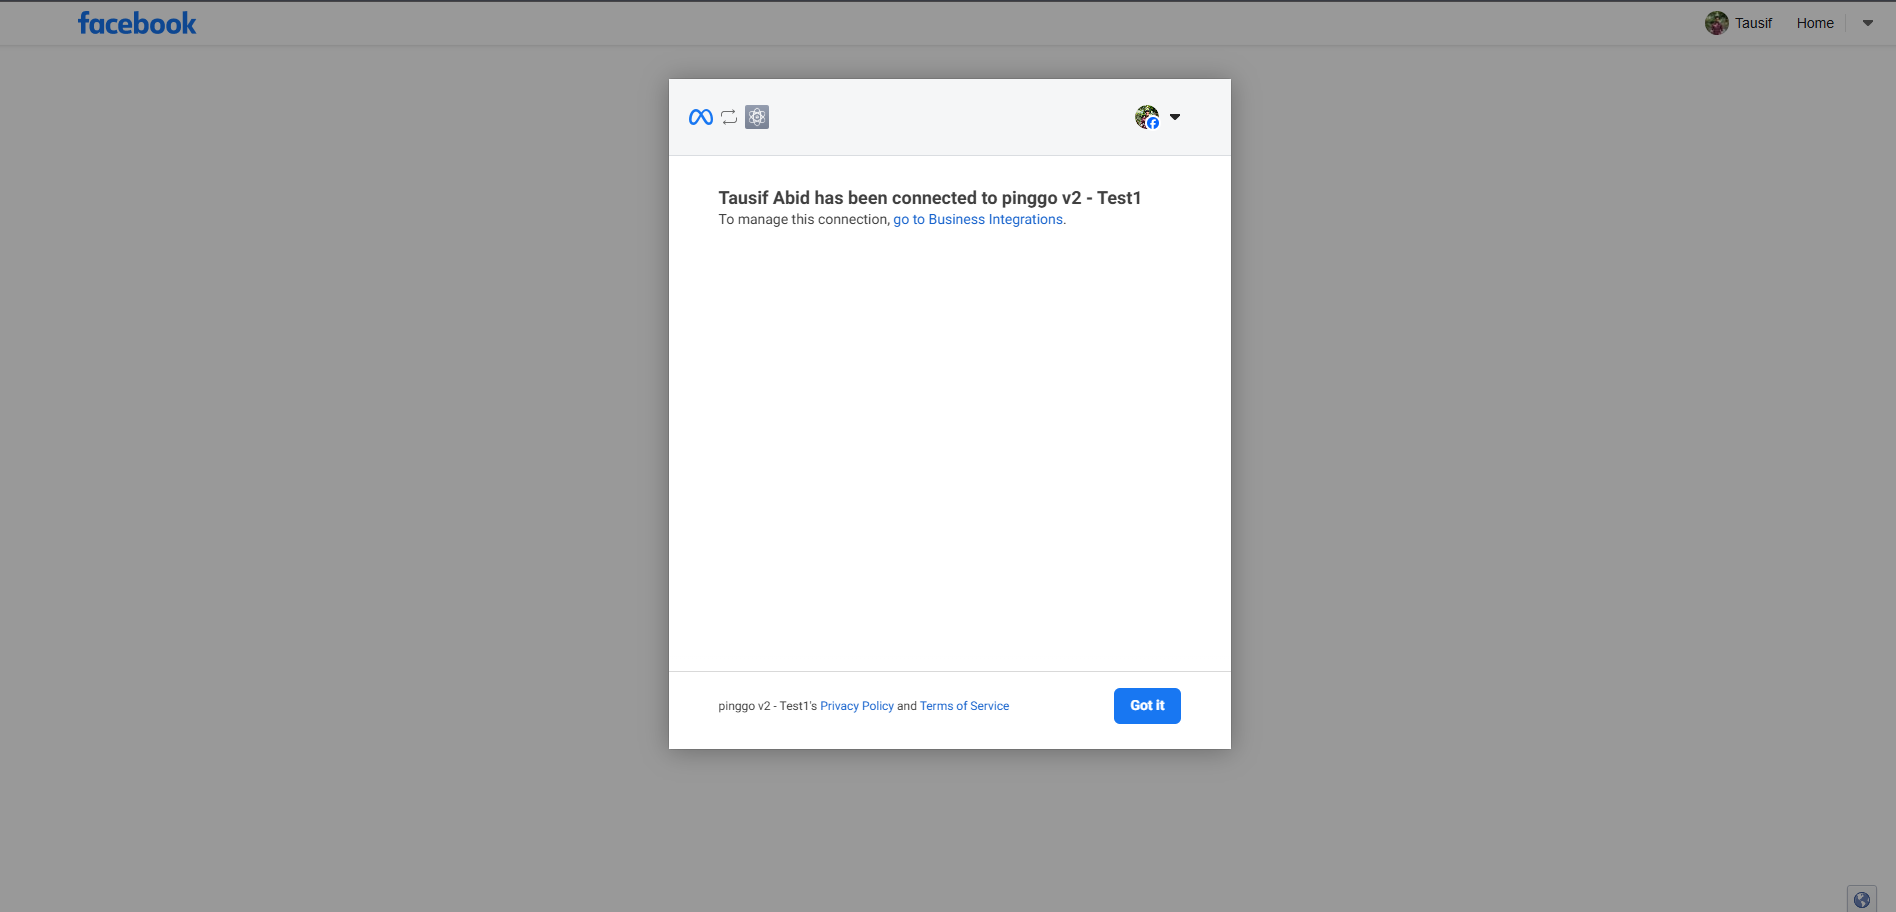 facebook
Tausif
Home
Tausif Abid has been connected to pinggo v2 - Test1
To manage this connection, go to Business Integrations.
pinggo v2 - Test1's Privacy Policy and Terms of Service
Got it